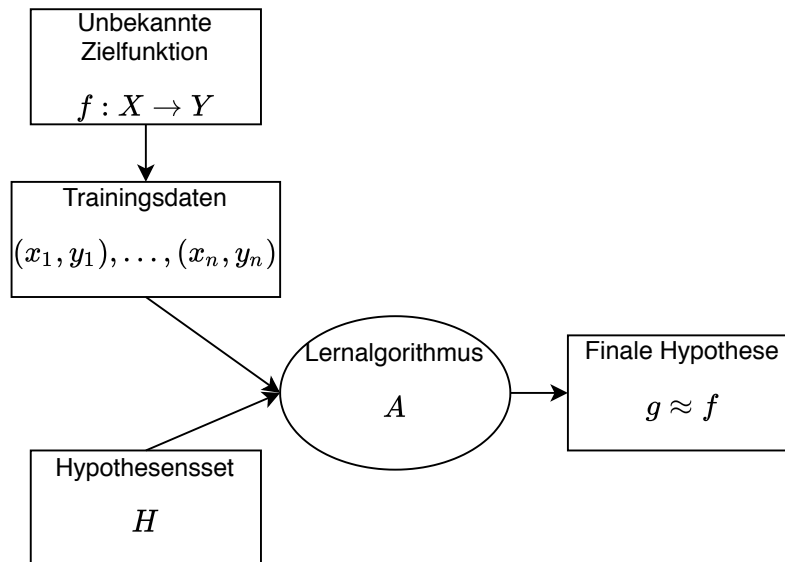 Unbekannte
Zielfunktion
f : X → Y
Trainingsdaten
(x₁, y₁), . . . , (xₙ, yₙ)
Lernalgorithmus
A
Finale Hypothese
g ≈ f
Hypothesensset
H